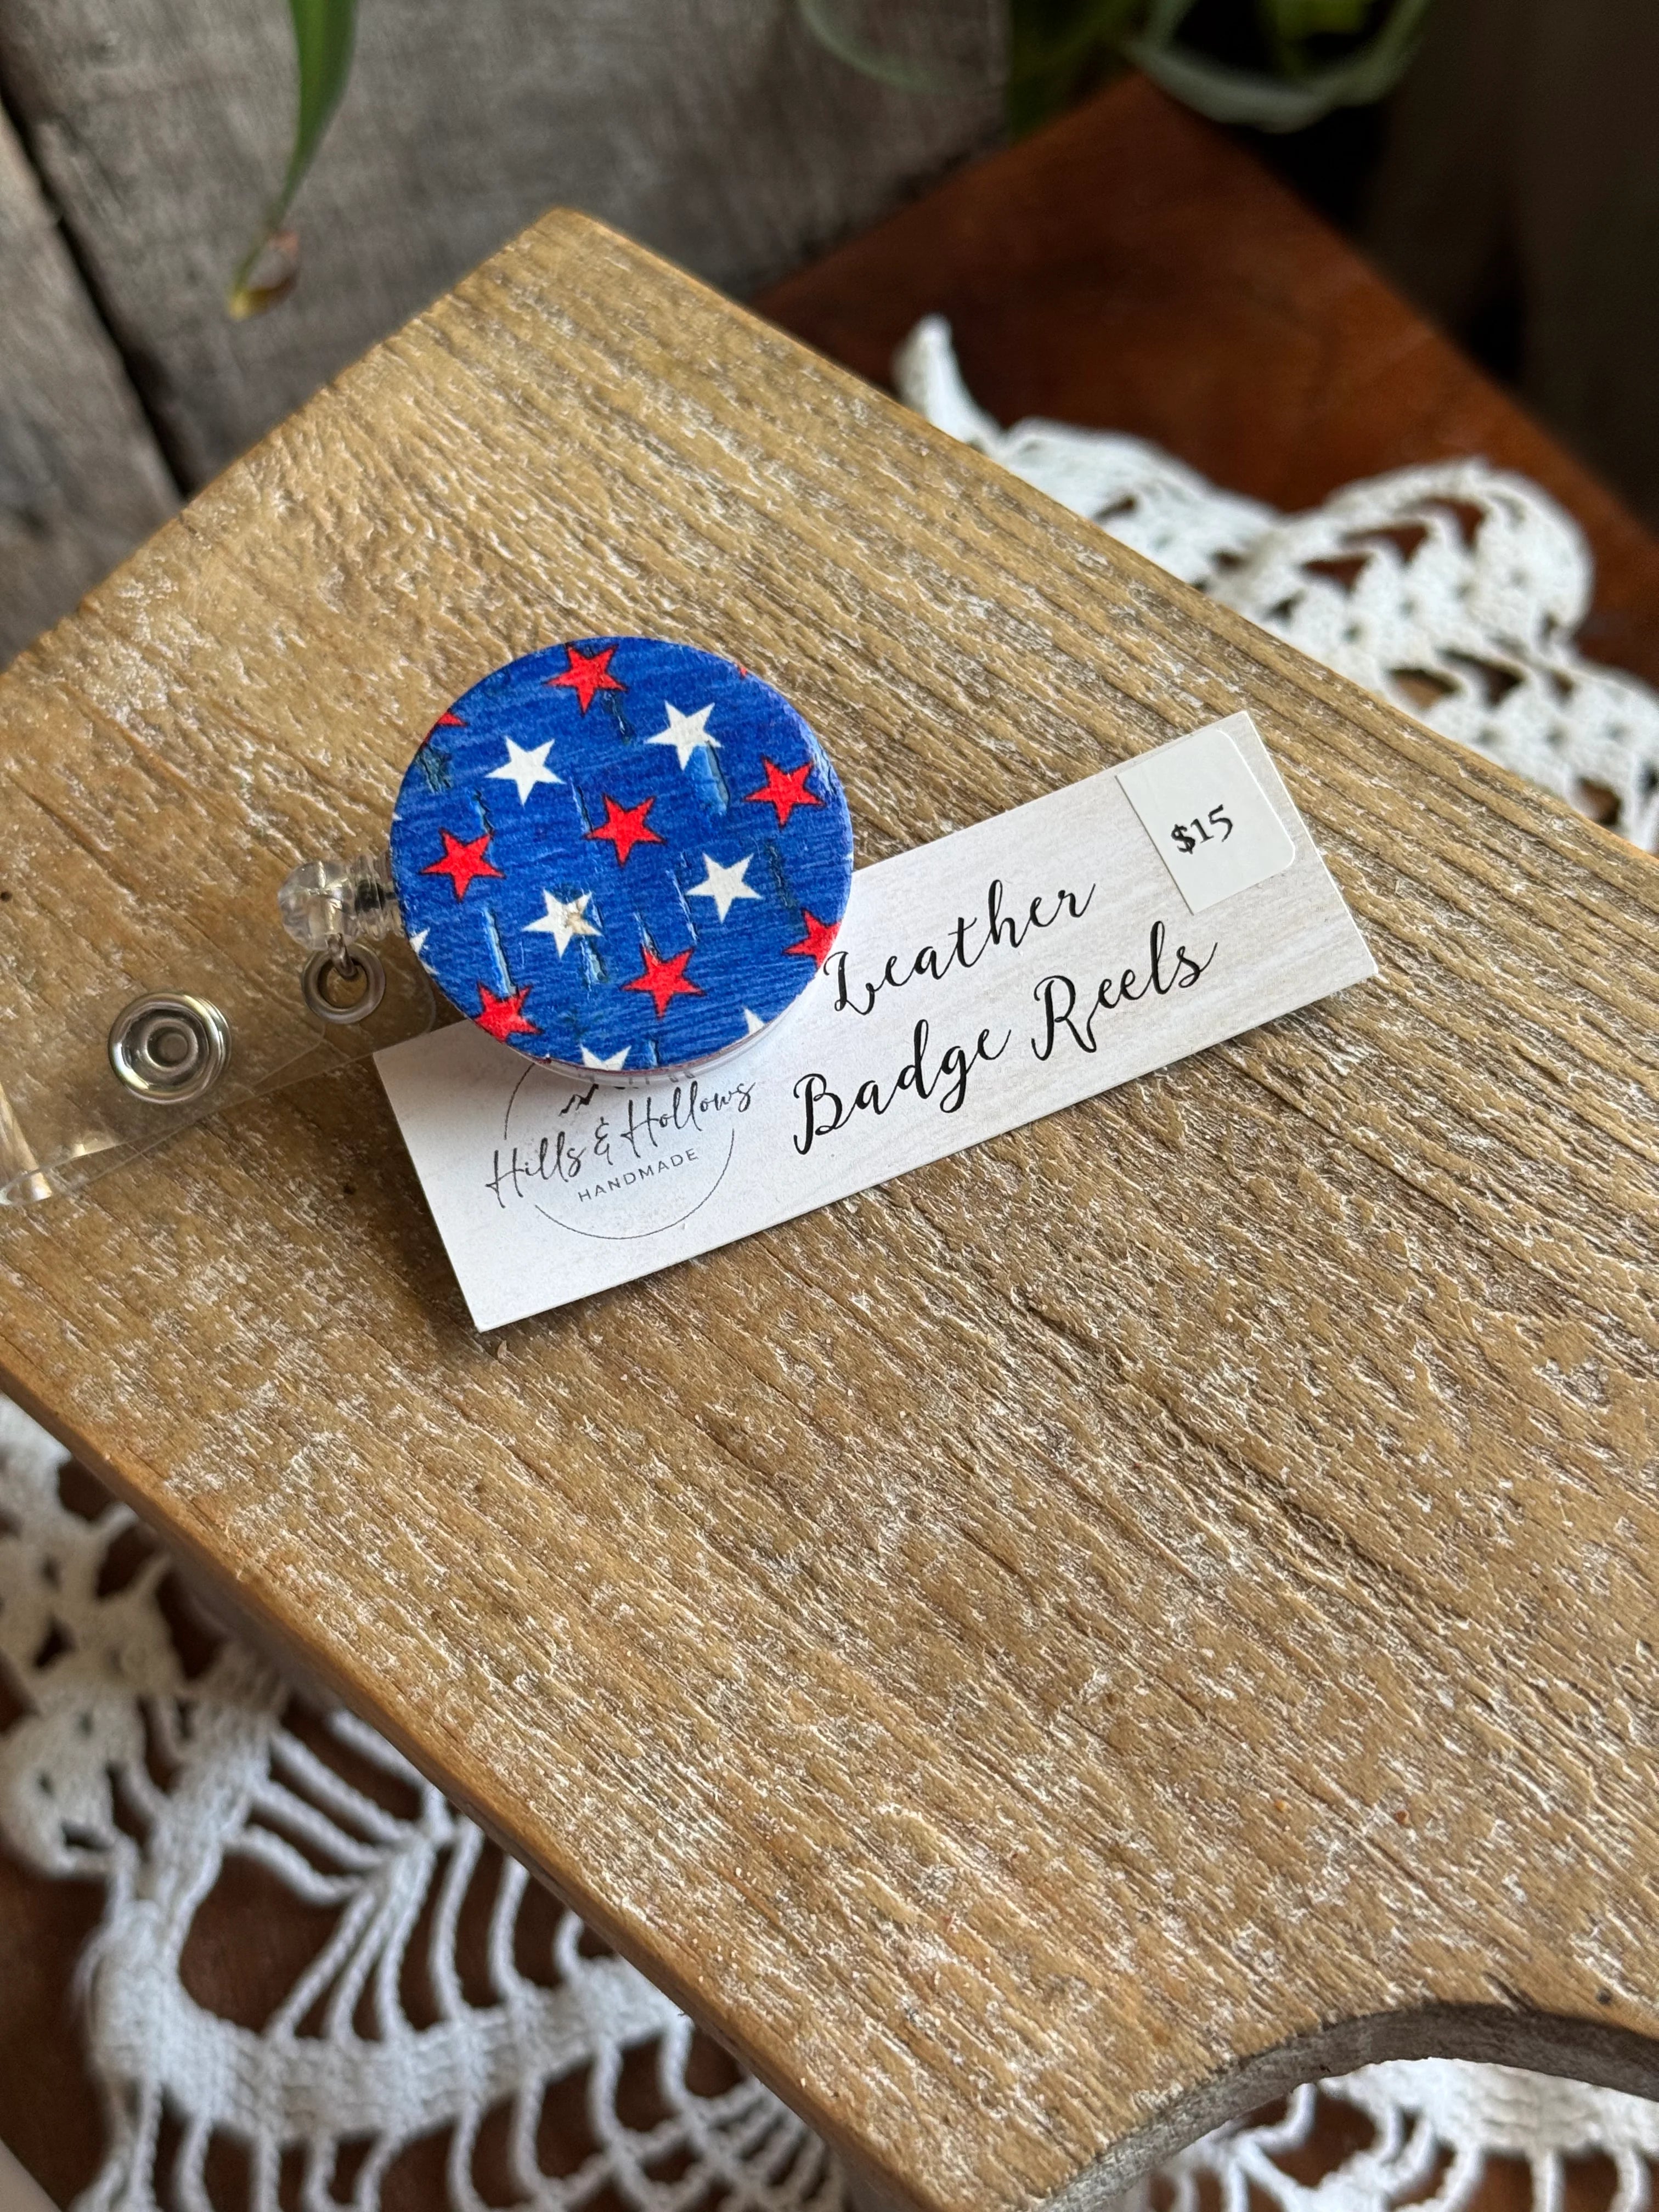 $15
Leather
Badge Reels
Hills & Hollows
HANDMADE